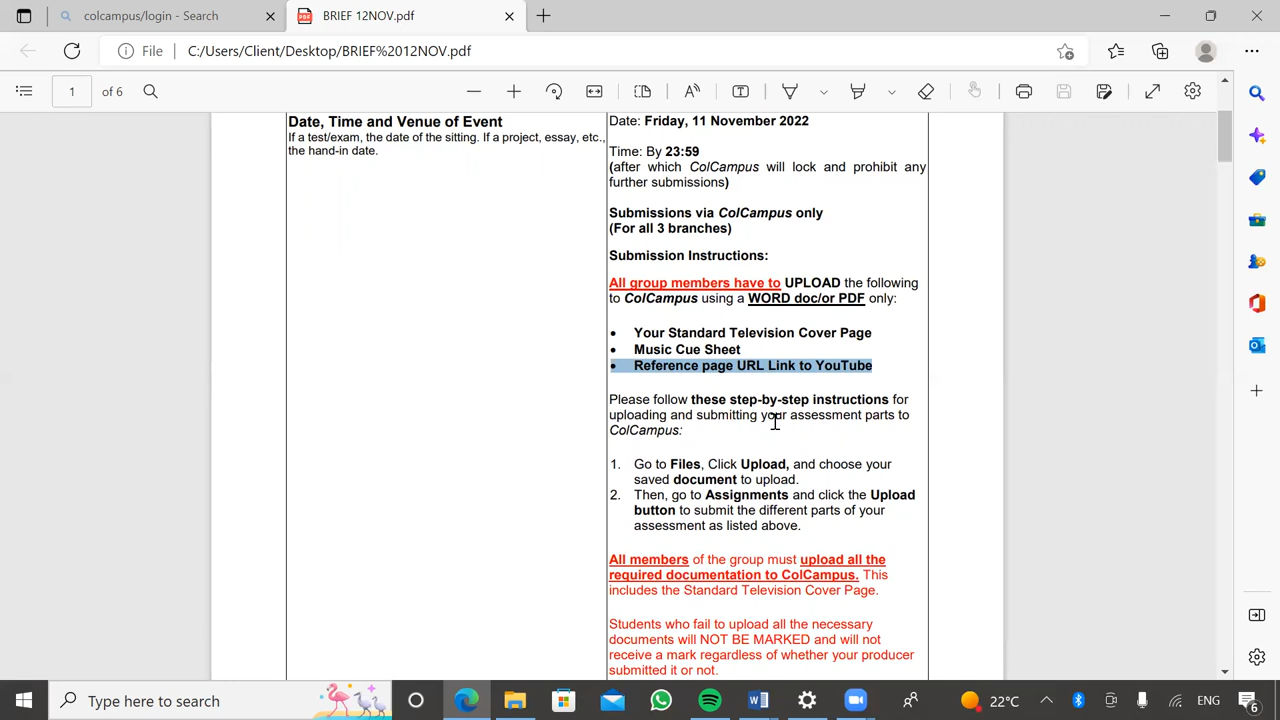 colcampus/login - Search
BRIEF 12NOV.pdf
File
C:/Users/Client/Desktop/BRIEF%2012NOV.pdf
1
of 6
Date, Time and Venue of Event
If a test/exam, the date of the sitting. If a project, essay, etc.,
the hand-in date.
Date: Friday, 11 November 2022
Time: By 23:59
(after which ColCampus will lock and prohibit any
further submissions)
Submissions via ColCampus only
(For all 3 branches)
Submission Instructions:
All group members have to UPLOAD the following
to ColCampus using a WORD doc/or PDF only:
• Your Standard Television Cover Page
• Music Cue Sheet
• Reference page URL Link to YouTube
Please follow these step-by-step instructions for
uploading and submitting your assessment parts to
ColCampus:
1. Go to Files, Click Upload, and choose your
saved document to upload.
2. Then, go to Assignments and click the Upload
button to submit the different parts of your
assessment as listed above.
All members of the group must upload all the
required documentation to ColCampus. This
includes the Standard Television Cover Page.
Students who fail to upload all the necessary
documents will NOT BE MARKED and will not
receive a mark regardless of whether your producer
submitted it or not.
Type here to search
22°C
ENG
6